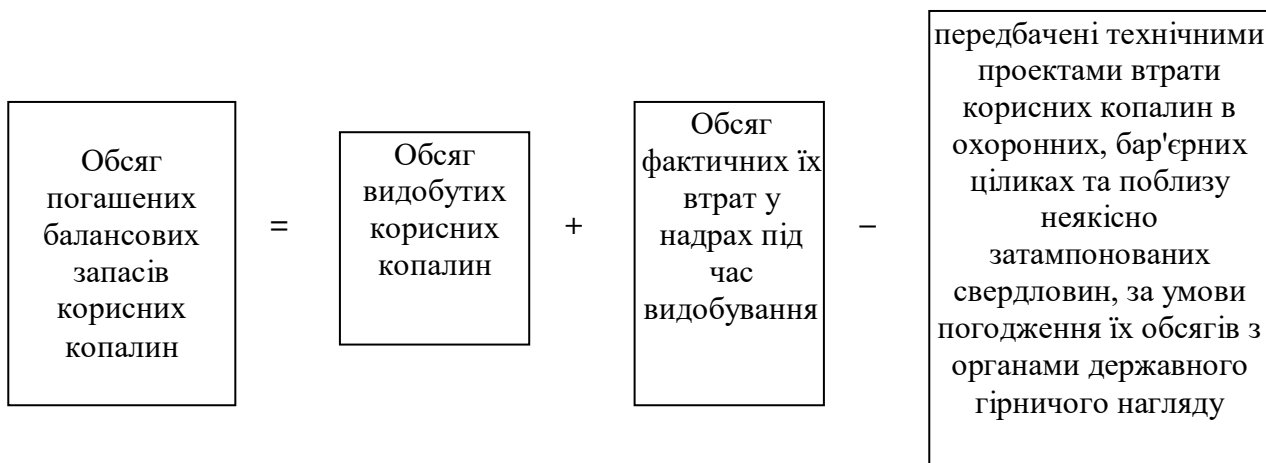 Обсяг
погашених
балансових
запасів
корисних
копалин
=
Обсяг
видобутих
корисних
копалин
+
Обсяг
фактичних їх
втрат у
надрах під
час
видобування
–
передбачені технічними
проектами втрати
корисних копалин в
охоронних, бар'єрних
ціликах та поблизу
неякісно
затампонованих
свердловин, за умови
погодження їх обсягів з
органами державного
гірничого нагляду